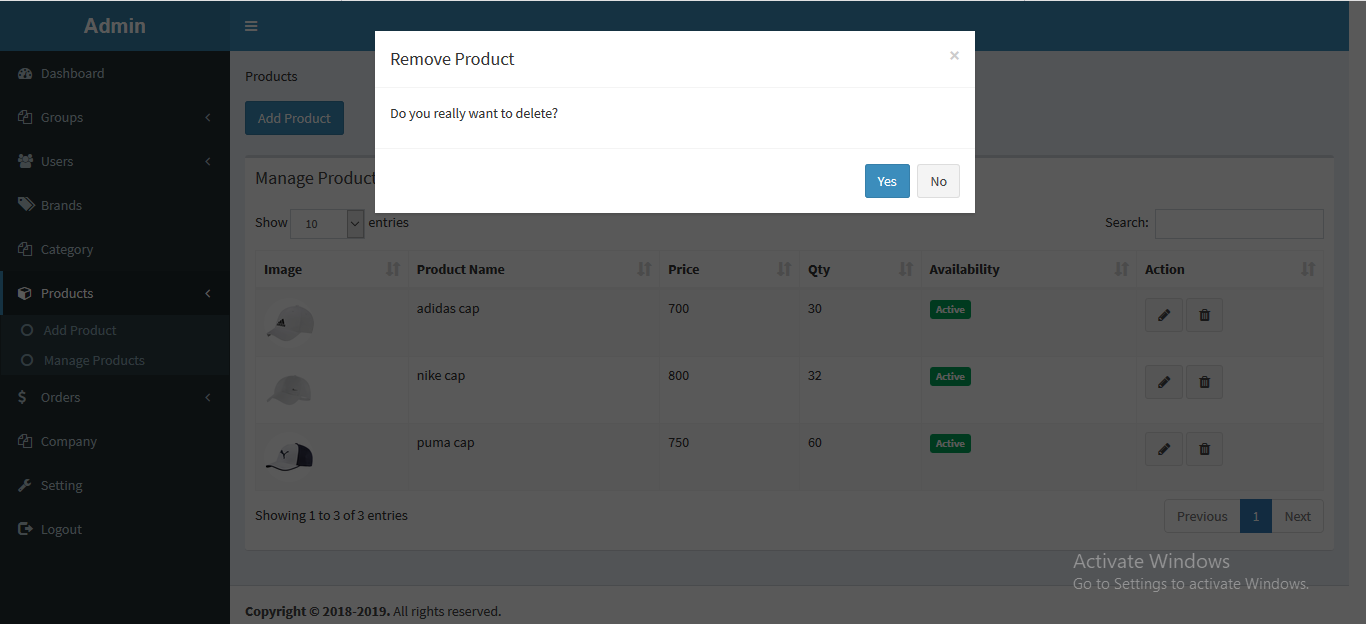 Admin
Dashboard
Groups
Users
Brands
Category
Products
Add Product
Manage Products
Orders
Company
Setting
Logout
Remove Product ×
Do you really want to delete?
Yes No
Products
Add Product
Manage Product
Show 10 entries Search:
Image Product Name Price Qty Availability Action
adidas cap 700 30 Active
nike cap 800 32 Active
puma cap 750 60 Active
Showing 1 to 3 of 3 entries Previous 1 Next
Activate Windows
Go to Settings to activate Windows.
Copyright © 2018-2019. All rights reserved.